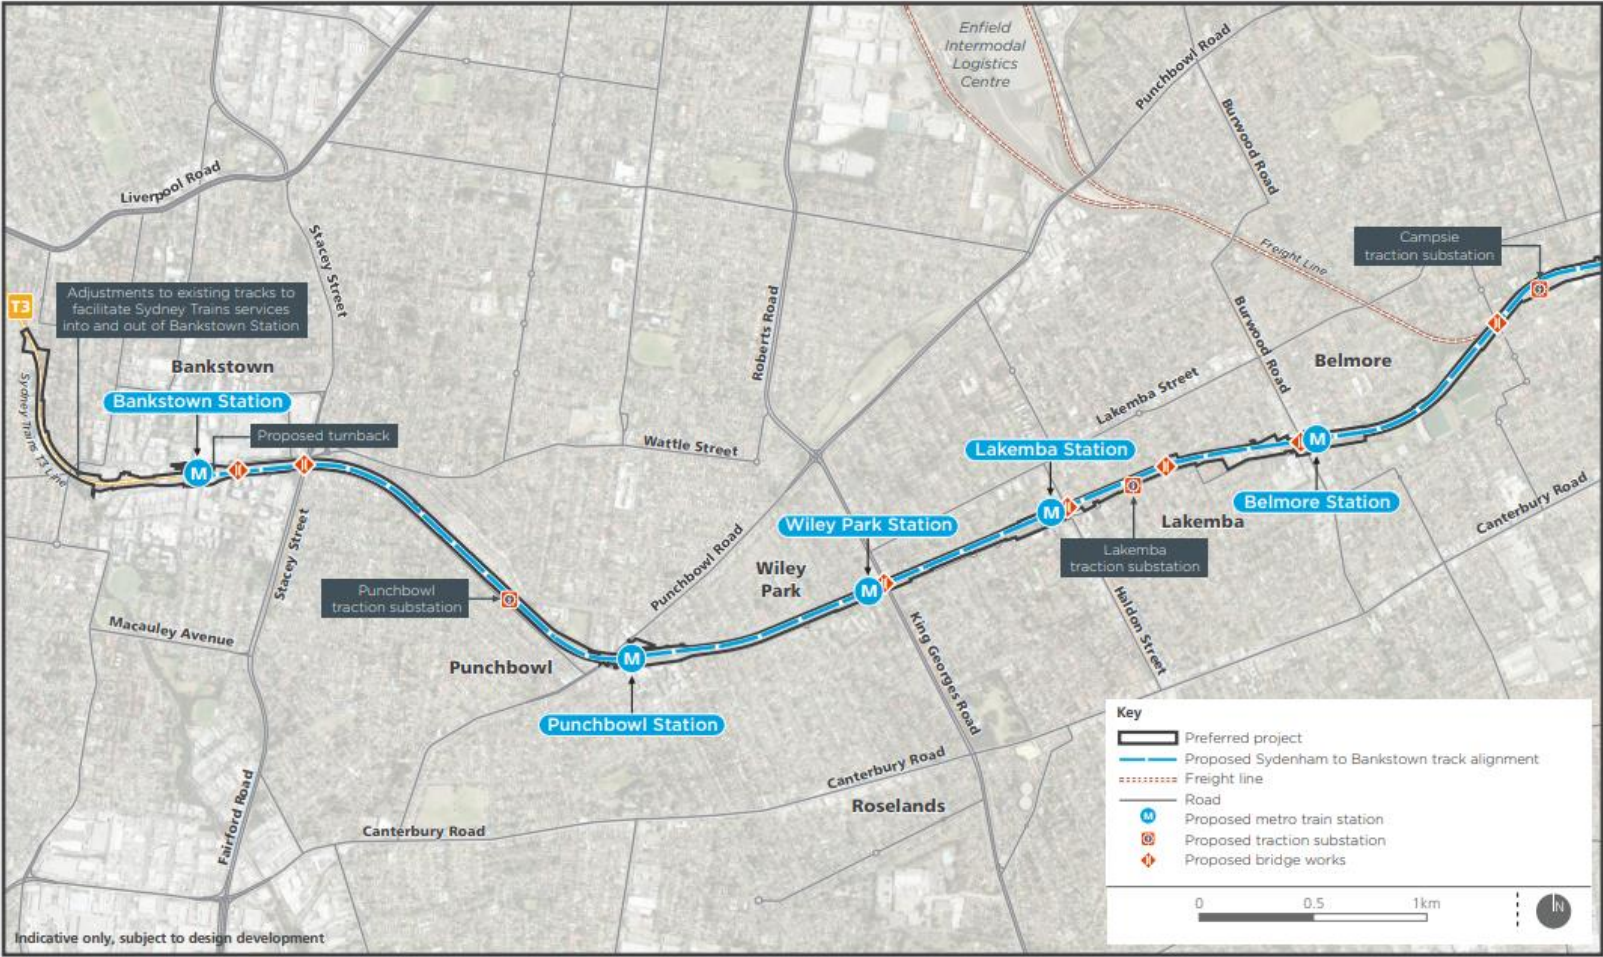 Enfield
Intermodal
Logistics
Centre
Punchbowl Road
Burwood Road
Liverpool Road
Stacey Street
Freight Line
Campsie
traction substation
T3
Adjustments to existing tracks to
facilitate Sydney Trains services
into and out of Bankstown Station
Roberts Road
Burwood Road
Bankstown
Belmore
Sydney Trains T3 Line
Bankstown Station
Lakemba Street
Proposed turnback
Wattle Street
Lakemba Station
M
M
M
Belmore Station
Canterbury Road
Wiley Park Station
Lakemba
Stacey Street
Lakemba
traction substation
Punchbowl Road
Wiley
Park
M
Punchbowl
traction substation
Macauley Avenue
King Georges Road
Haldon Street
Punchbowl
M
Punchbowl Station
Canterbury Road
Roselands
Fairford Road
Canterbury Road
Key
Preferred project
Proposed Sydenham to Bankstown track alignment
Freight line
Road
M Proposed metro train station
Proposed traction substation
Proposed bridge works
0 0.5 1km
N
Indicative only, subject to design development